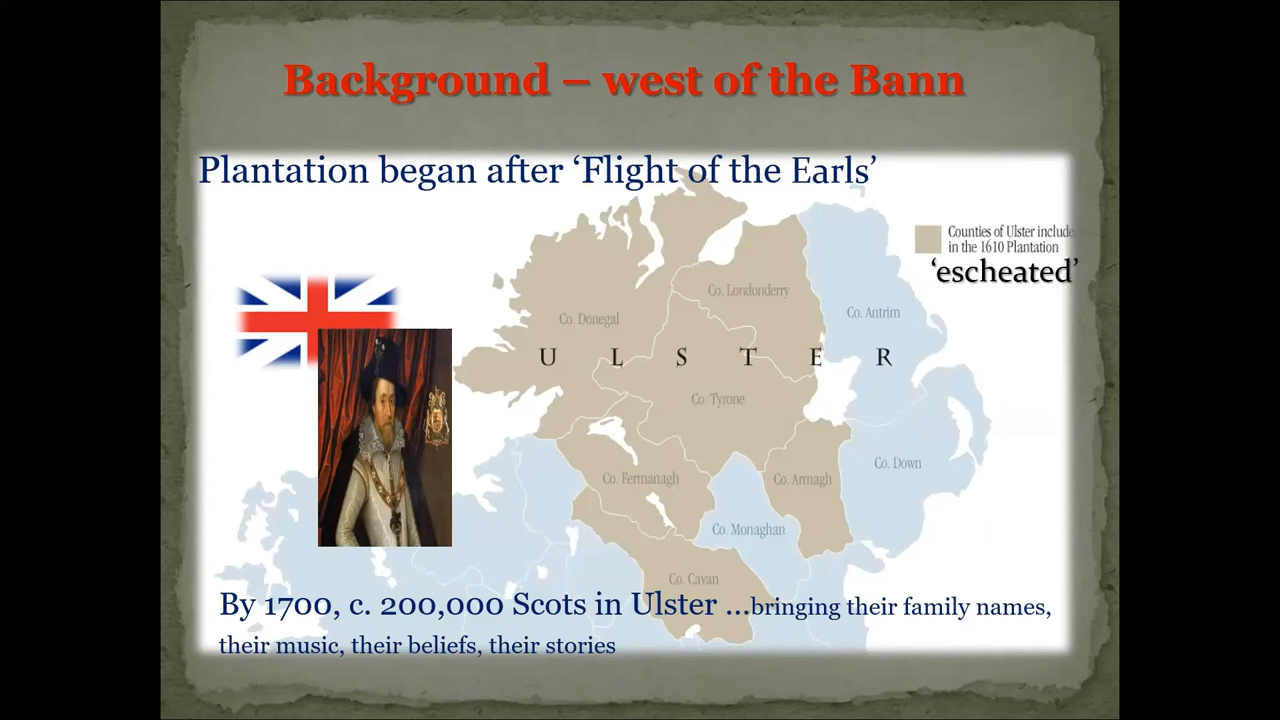 Background – west of the Bann
Plantation began after ‘Flight of the Earls’
Counties of Ulster include
in the 1610 Plantation
‘escheated’
Co. Londonderry
Co. Antrim
Co. Donegal
U L S T E R
Co. Tyrone
Co. Down
Co. Fermanagh
Co. Armagh
Co. Monaghan
Co. Cavan
By 1700, c. 200,000 Scots in Ulster ...bringing their family names,
their music, their beliefs, their stories